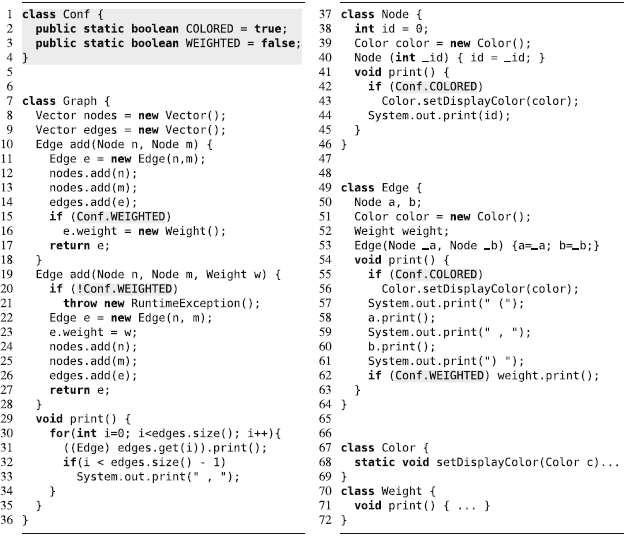 1 class Conf {
2 public static boolean COLORED = true;
3 public static boolean WEIGHTED = false;
4 }
5
6
7 class Graph {
8 Vector nodes = new Vector();
9 Vector edges = new Vector();
10 Edge add(Node n, Node m) {
11 Edge e = new Edge(n,m);
12 nodes.add(n);
13 nodes.add(m);
14 edges.add(e);
15 if (Conf.WEIGHTED)
16 e.weight = new Weight();
17 return e;
18 }
19 Edge add(Node n, Node m, Weight w) {
20 if (!Conf.WEIGHTED)
21 throw new RuntimeException();
22 Edge e = new Edge(n, m);
23 e.weight = w;
24 nodes.add(n);
25 nodes.add(m);
26 edges.add(e);
27 return e;
28 }
29 void print() {
30 for(int i=0; i<edges.size(); i++){
31 ((Edge) edges.get(i)).print();
32 if(i < edges.size() - 1)
33 System.out.print(" , ");
34 }
35 }
36 }
37 class Node {
38 int id = 0;
39 Color color = new Color();
40 Node (int _id) { id = _id; }
41 void print() {
42 if (Conf.COLORED)
43 Color.setDisplayColor(color);
44 System.out.print(id);
45 }
46 }
47
48
49 class Edge {
50 Node a, b;
51 Color color = new Color();
52 Weight weight;
53 Edge(Node _a, Node _b) {a=_a; b=_b;}
54 void print() {
55 if (Conf.COLORED)
56 Color.setDisplayColor(color);
57 System.out.print(" (");
58 a.print();
59 System.out.print(" , ");
60 b.print();
61 System.out.print(") ");
62 if (Conf.WEIGHTED) weight.print();
63 }
64 }
65
66
67 class Color {
68 static void setDisplayColor(Color c)...
69 }
70 class Weight {
71 void print() { ... }
72 }